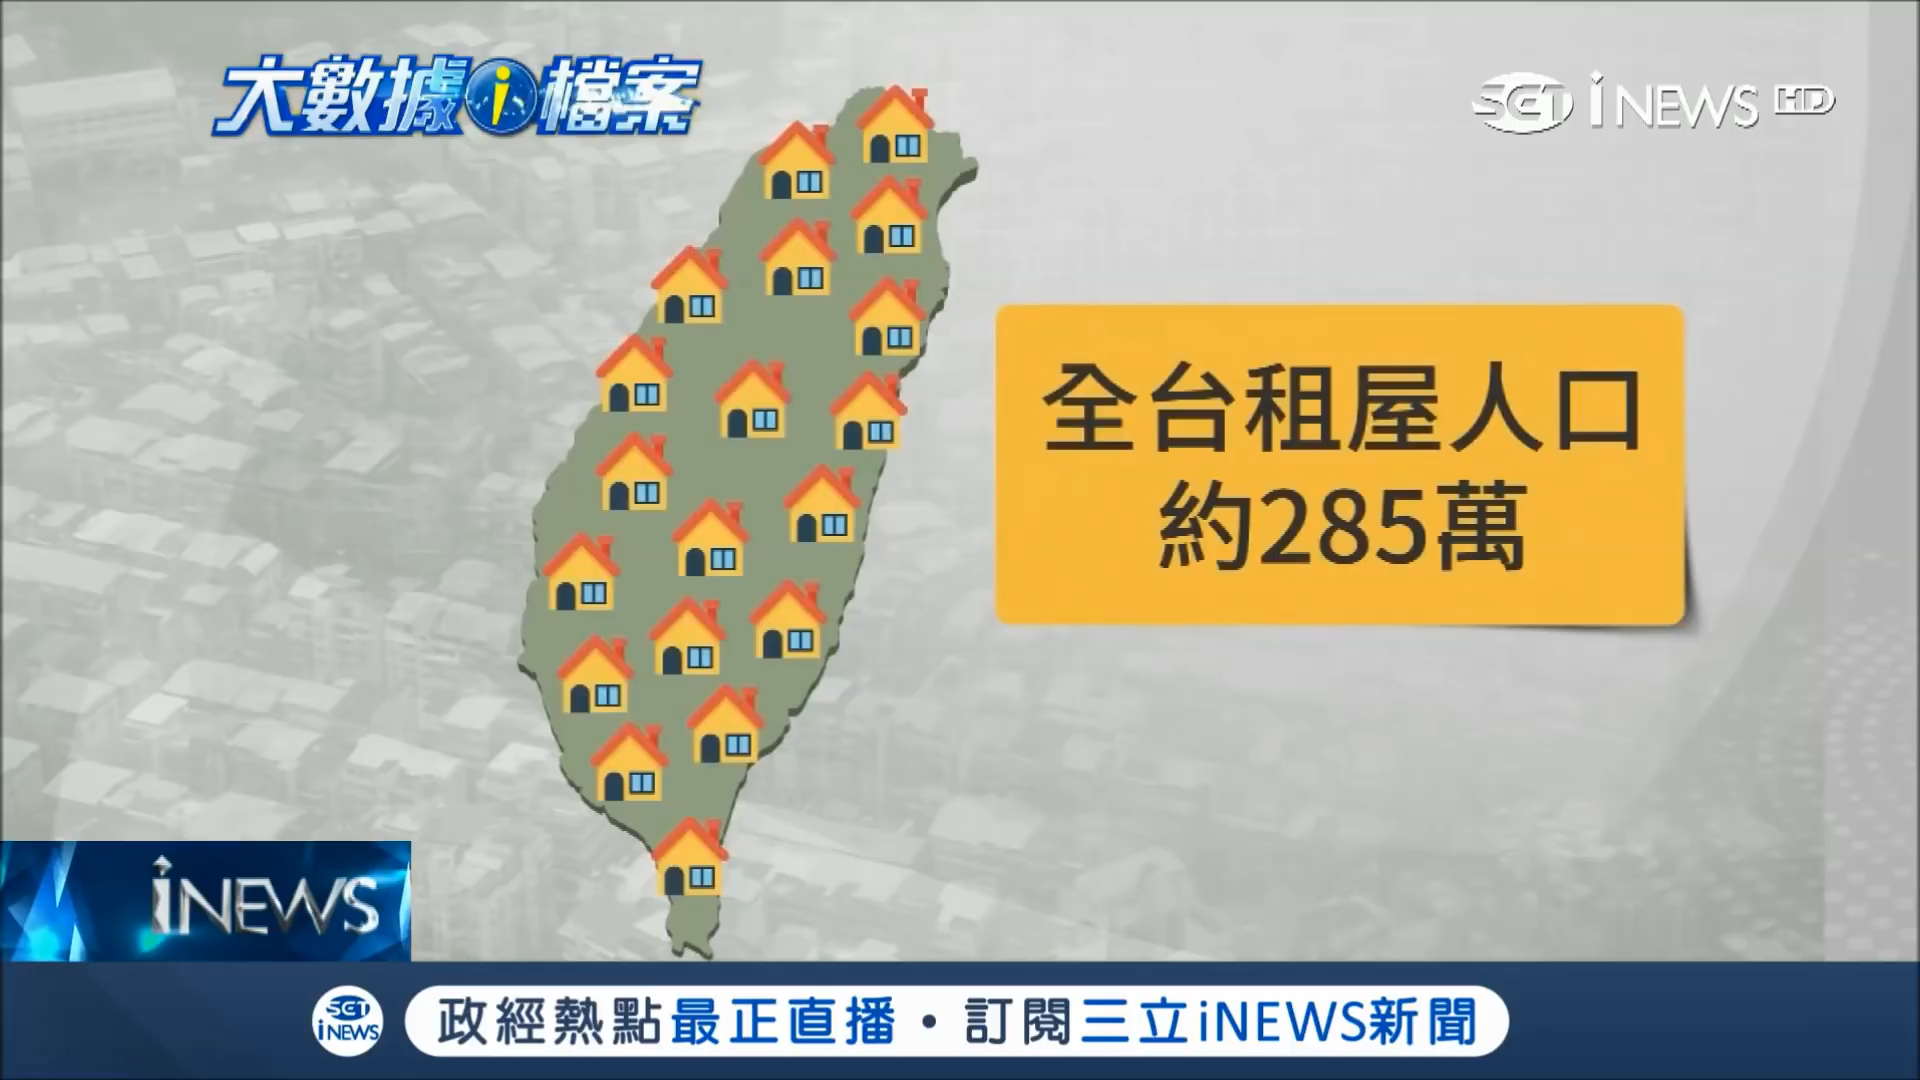 大數據i檔案
SET iNEWS HD
全台租屋人口
約285萬
iNEWS
SET iNEWS
政經熱點最正直播・訂閱三立iNEWS新聞